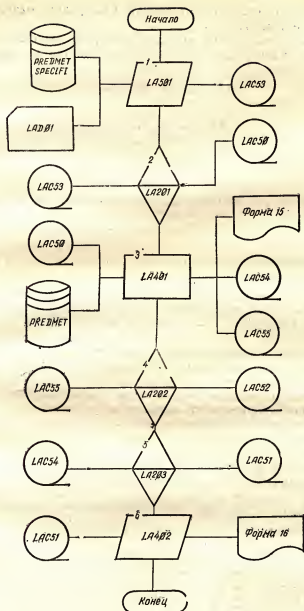 Начало
PREDMET
SPECIFI
1
LA501
LAC53
LAD01
LAC50
2
LAC53
LA201
LAC50
Форма 15
3
LA401
LAC54
PREDMET
LAC55
4
LAC55
LA202
LAC52
5
LAC54
LA203
LAC51
6
LAC51
LA402
Форма 16
Конец